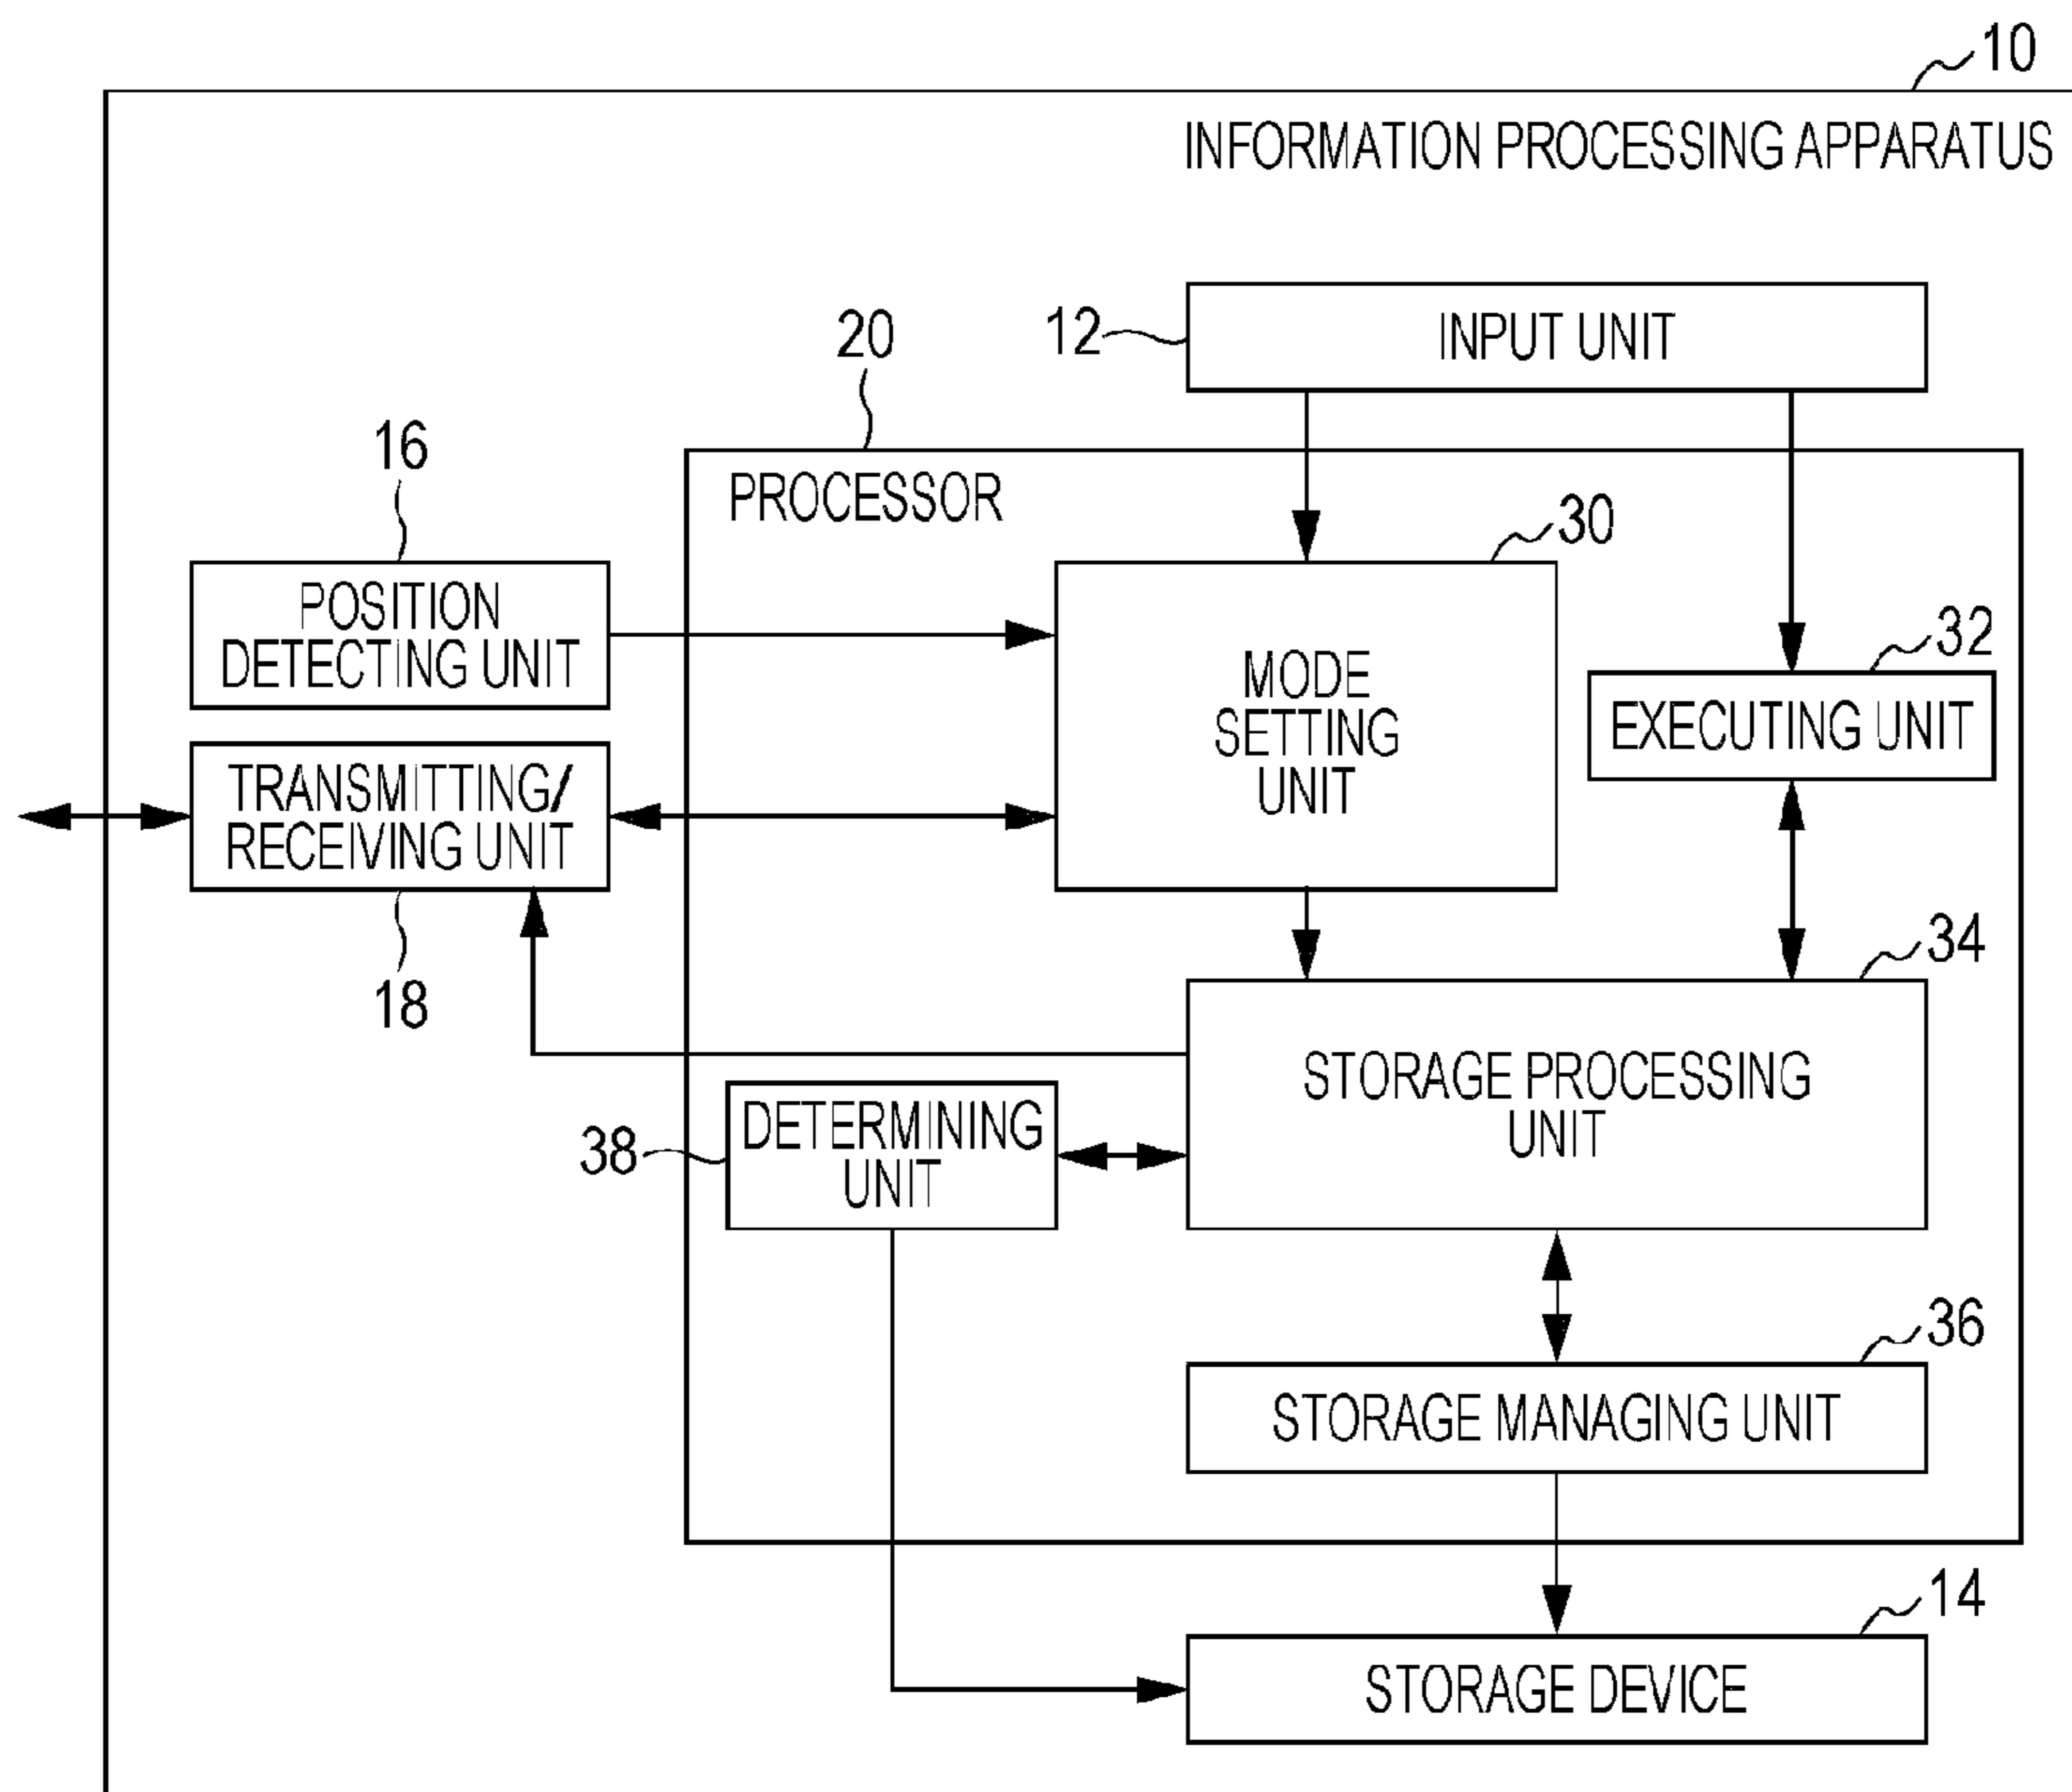 10
INFORMATION PROCESSING APPARATUS
12
INPUT UNIT
20
PROCESSOR
16
POSITION
DETECTING UNIT
30
MODE
SETTING
UNIT
32
EXECUTING UNIT
TRANSMITTING/
RECEIVING UNIT
18
34
STORAGE PROCESSING
UNIT
38
DETERMINING
UNIT
36
STORAGE MANAGING UNIT
14
STORAGE DEVICE